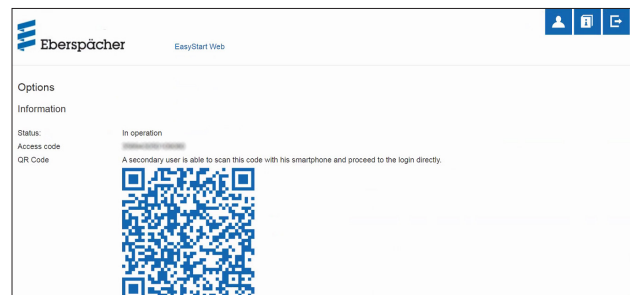 Eberspächer
EasyStart Web
Options
Information
Status: In operation
Access code
QR Code A secondary user is able to scan this code with his smartphone and proceed to the login directly.